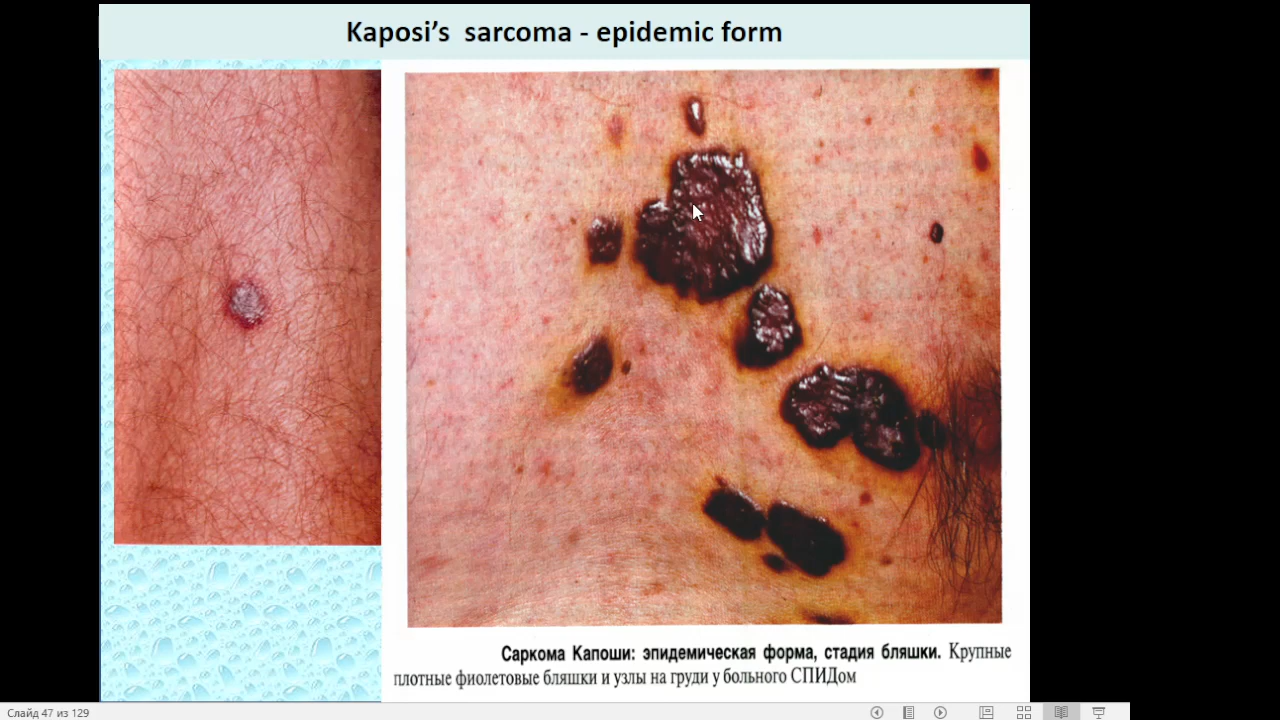 Kaposi's sarcoma - epidemic form
Саркома Капоши: эпидемическая форма, стадия бляшки. Крупные
плотные фиолетовые бляшки и узлы на груди у больного СПИДом
Слайд 47 из 129